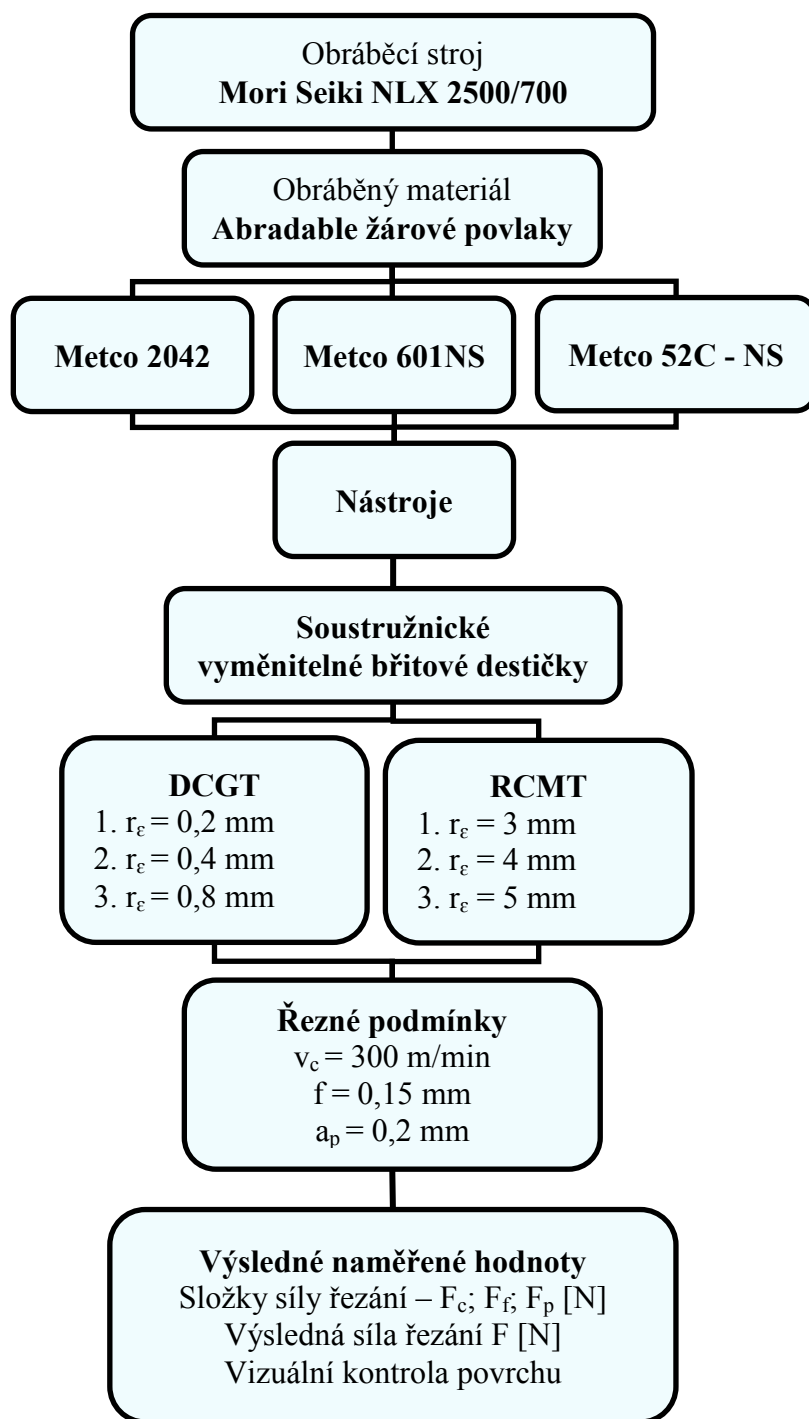 Obráběcí stroj
Mori Seiki NLX 2500/700
Obráběný materiál
Abradable žárové povlaky
Metco 2042
Metco 601NS
Metco 52C - NS
Nástroje
Soustružnické
vyměnitelné břitové destičky
DCGT
1. rε = 0,2 mm
2. rε = 0,4 mm
3. rε = 0,8 mm
RCMT
1. rε = 3 mm
2. rε = 4 mm
3. rε = 5 mm
Řezné podmínky
vc = 300 m/min
f = 0,15 mm
ap = 0,2 mm
Výsledné naměřené hodnoty
Složky síly řezání – Fc; Ff; Fp [N]
Výsledná síla řezání F [N]
Vizuální kontrola povrchu